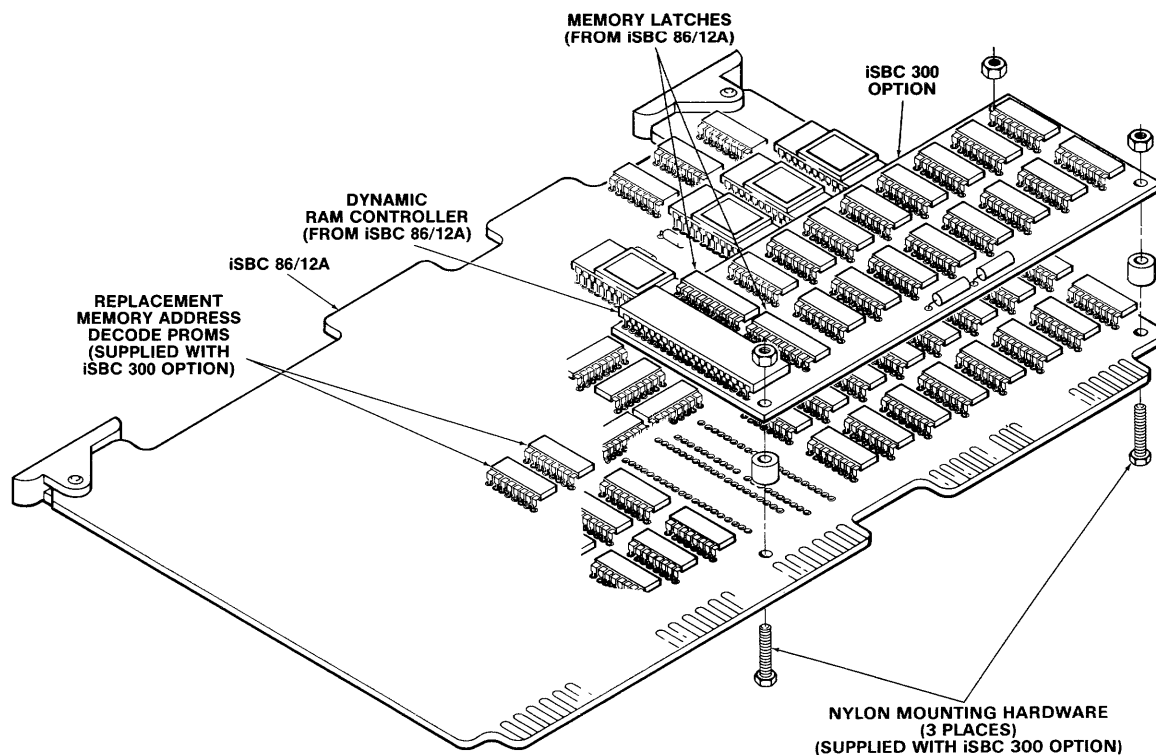 MEMORY LATCHES
(FROM iSBC 86/12A)
iSBC 300
OPTION
DYNAMIC
RAM CONTROLLER
(FROM iSBC 86/12A)
iSBC 86/12A
REPLACEMENT
MEMORY ADDRESS
DECODE PROMS
(SUPPLIED WITH
iSBC 300 OPTION)
NYLON MOUNTING HARDWARE
(3 PLACES)
(SUPPLIED WITH iSBC 300 OPTION)